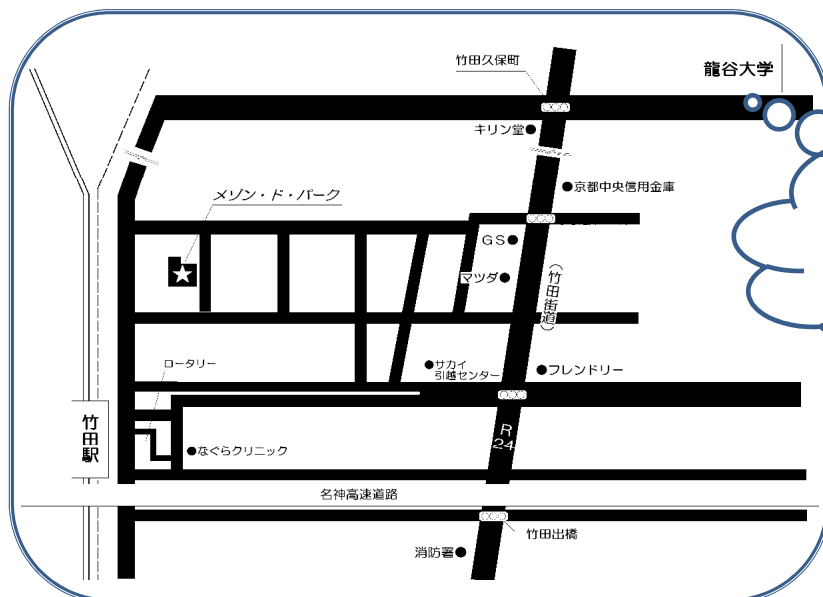 竹田久保町
龍谷大学
キリン堂
京都中央信用金庫
メゾン・ド・パーク
GS
マツダ
(竹田街道)
ロータリー
サカイ
引越センター
フレンドリー
竹田駅
R
24
なぐらクリニック
名神高速道路
竹田出橋
消防署